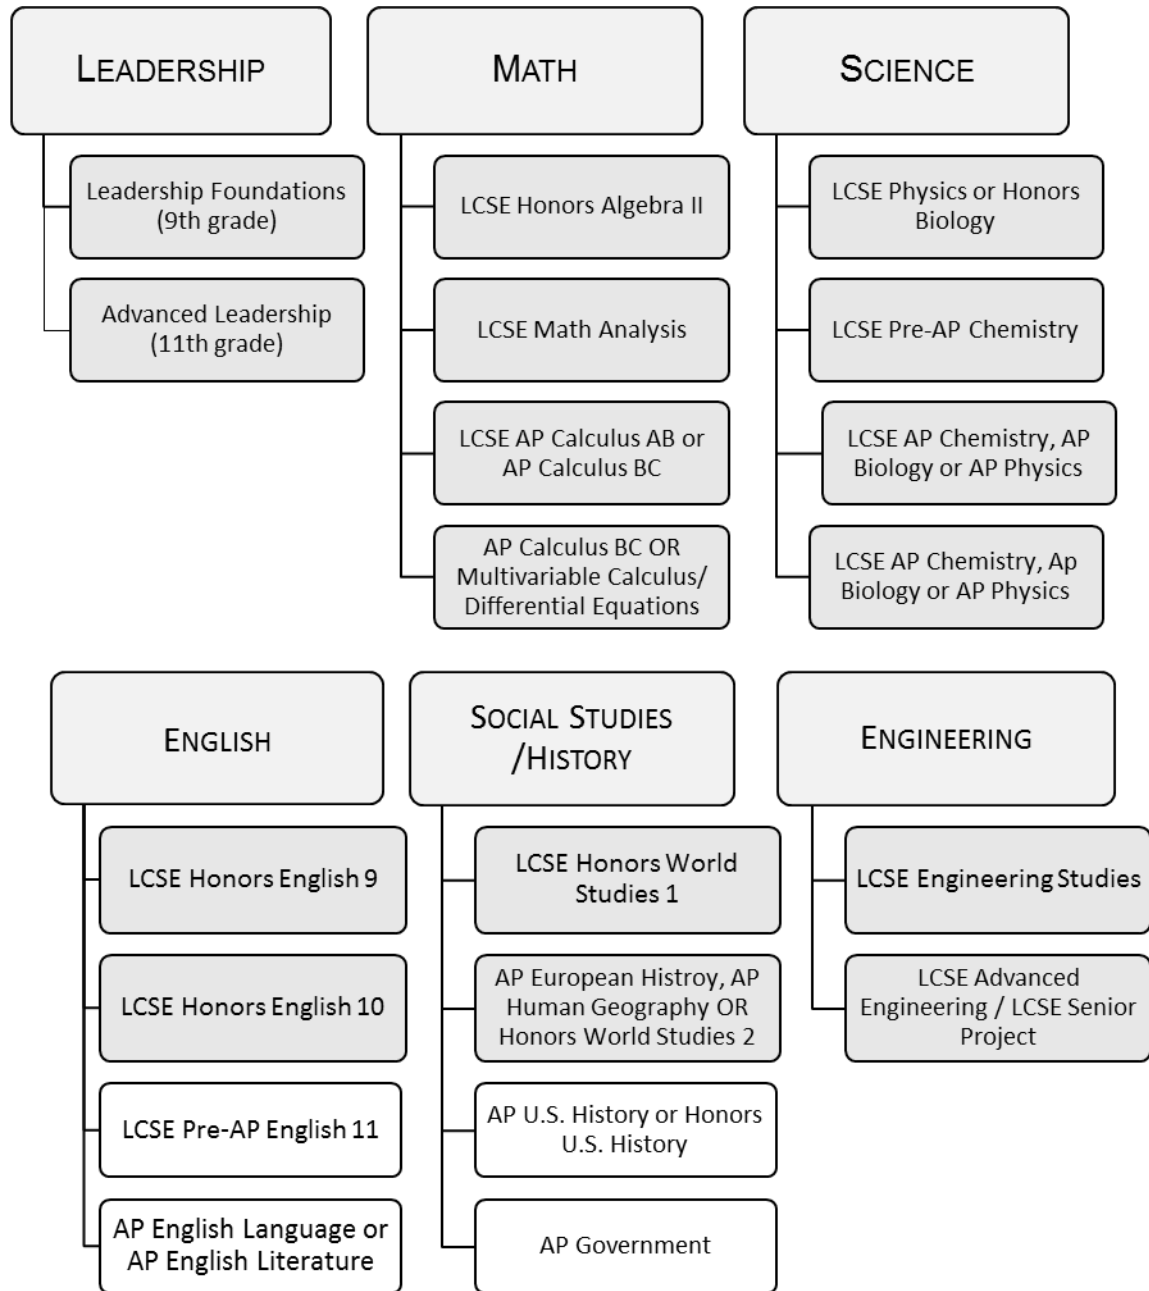 LEADERSHIP
Leadership Foundations
(9th grade)
Advanced Leadership
(11th grade)
MATH
LCSE Honors Algebra II
LCSE Math Analysis
LCSE AP Calculus AB or
AP Calculus BC
AP Calculus BC OR
Multivariable Calculus/
Differential Equations
SCIENCE
LCSE Physics or Honors
Biology
LCSE Pre-AP Chemistry
LCSE AP Chemistry, AP
Biology or AP Physics
LCSE AP Chemistry, Ap
Biology or AP Physics
ENGLISH
LCSE Honors English 9
LCSE Honors English 10
LCSE Pre-AP English 11
AP English Language or
AP English Literature
SOCIAL STUDIES
/HISTORY
LCSE Honors World
Studies 1
AP European Histroy, AP
Human Geography OR
Honors World Studies 2
AP U.S. History or Honors
U.S. History
AP Government
ENGINEERING
LCSE Engineering Studies
LCSE Advanced
Engineering / LCSE Senior
Project